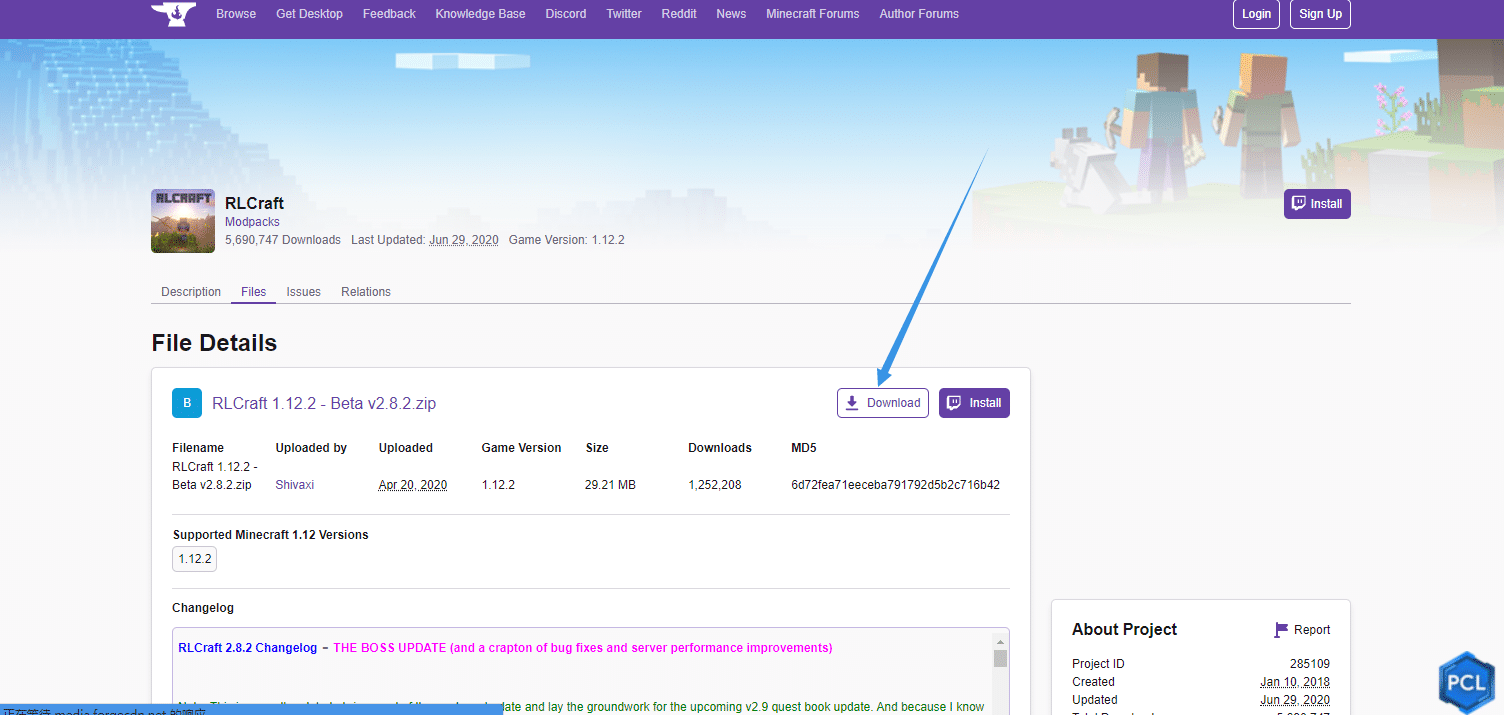 Browse Get Desktop Feedback Knowledge Base Discord Twitter Reddit News Minecraft Forums Author Forums Login Sign Up
RLCRAFT
RLCraft
Modpacks
5,690,747 Downloads Last Updated: Jun 29, 2020 Game Version: 1.12.2
Install
Description Files Issues Relations
File Details
B RLCraft 1.12.2 - Beta v2.8.2.zip Download Install
Filename Uploaded by Uploaded Game Version Size Downloads MD5
RLCraft 1.12.2 -
Beta v2.8.2.zip Shivaxi Apr 20, 2020 1.12.2 29.21 MB 1,252,208 6d72fea71eeceba791792d5b2c716b42
Supported Minecraft 1.12 Versions
1.12.2
Changelog
RLCraft 2.8.2 Changelog - THE BOSS UPDATE (and a crapton of bug fixes and server performance improvements)
date and lay the groundwork for the upcoming v2.9 quest book update. And because I know
About Project Report
Project ID 285109
Created Jan 10, 2018
Updated Jun 29, 2020
PCL
正在等待 media.forgecdn.net 的响应